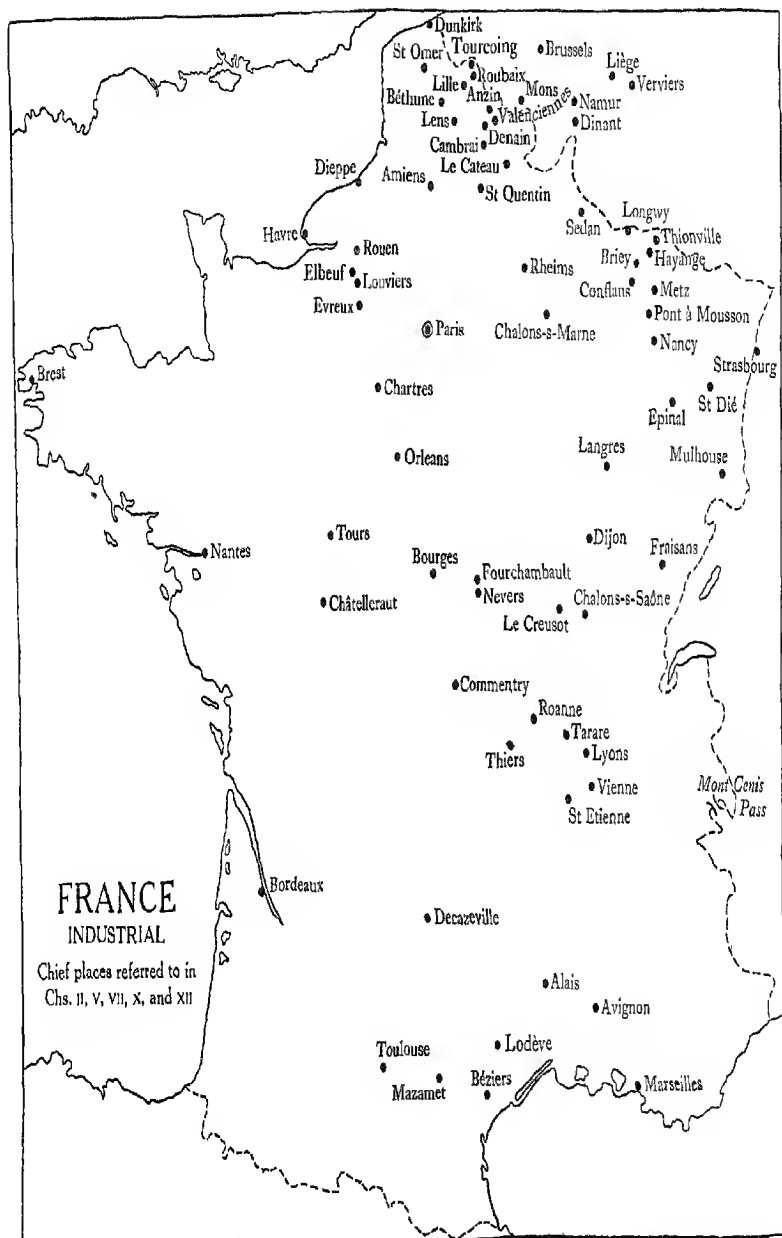 Dunkirk
Tourcoing
Brussels
St Omer
Liège
Roubaix
Verviers
Lille
Mons
Béthune
Anzin
Namur
Valenciennes
Lens
Dinant
Denain
Cambrai
Le Cateau
Dieppe
Amiens
St Quentin
Sedan
Longwy
Havre
Thionville
Rouen
Briey
Hayange
Elbeuf
Rheims
Louviers
Conflans
Metz
Evreux
Paris
Chalons-s-Marne
Pont à Mousson
Nancy
Strasbourg
Brest
Chartres
St Dié
Epinal
Orleans
Langres
Mulhouse
Tours
Dijon
Nantes
Bourges
Fraisans
Fourchambault
Châtelleraut
Nevers
Chalons-s-Saône
Le Creusot
Commentry
Roanne
Tarare
Thiers
Lyons
Vienne
Mont Cenis
Pass
St Etienne
Bordeaux
FRANCE
INDUSTRIAL
Chief places referred to in
Chs. II, V, VII, X, and XII
Decazeville
Alais
Avignon
Lodève
Toulouse
Mazamet
Béziers
Marseilles